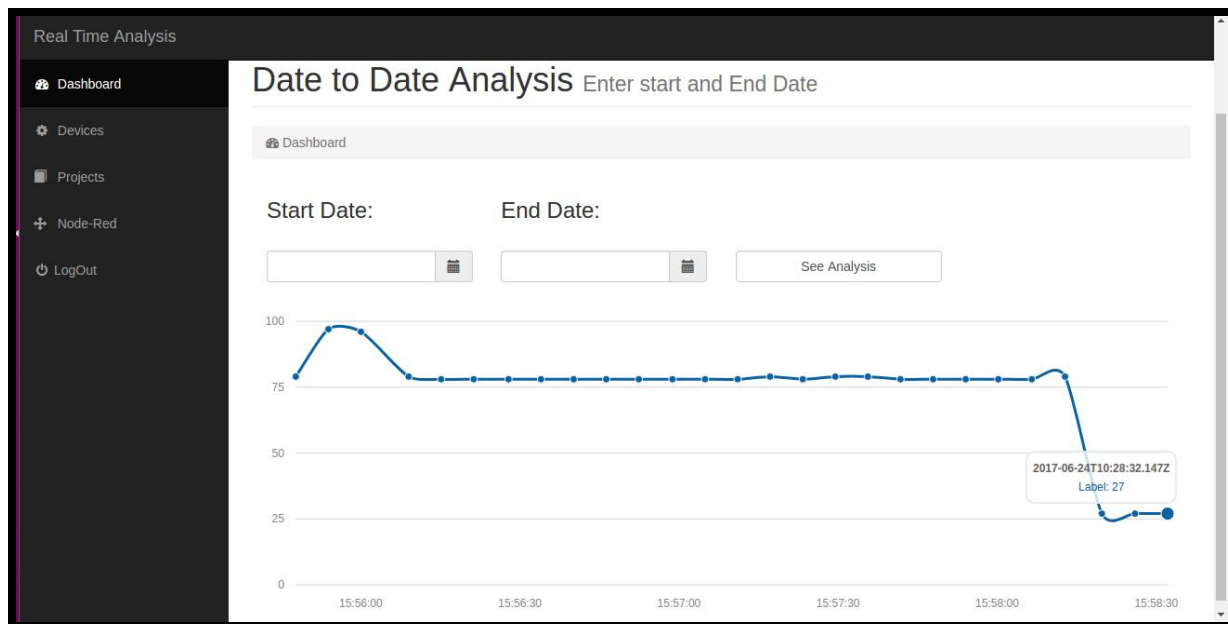 Real Time Analysis
Dashboard
Devices
Projects
Node-Red
LogOut
Date to Date Analysis Enter start and End Date
Dashboard
Start Date: End Date:
See Analysis
100
75
50
25
0
2017-06-24T10:28:32.147Z
Label: 27
15:56:00 15:56:30 15:57:00 15:57:30 15:58:00 15:58:30